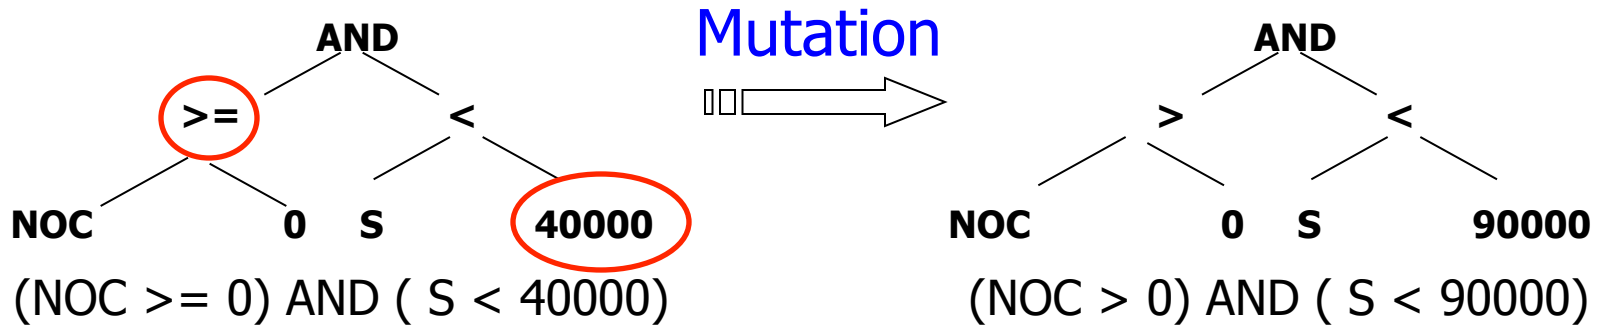 Mutation
AND AND
>= < > <
NOC 0 S 40000 NOC 0 S 90000
(NOC >= 0) AND ( S < 40000) (NOC > 0) AND ( S < 90000)